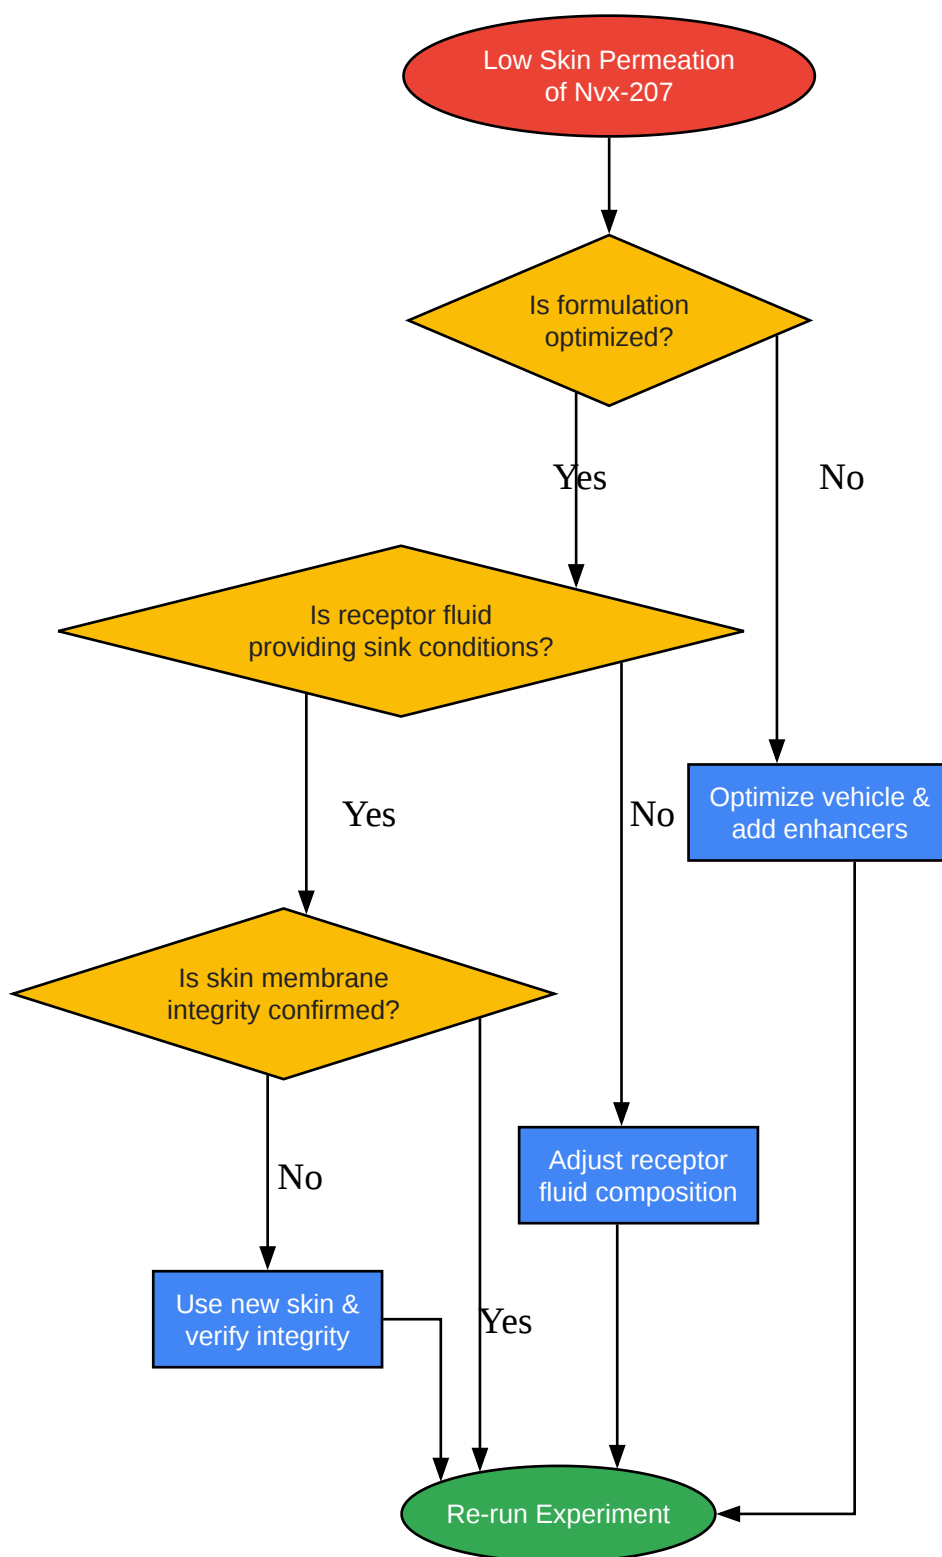 Low Skin Permeation
of Nvx-207
Is formulation
optimized?
Yes
No
Is receptor fluid
providing sink conditions?
Yes
No
Optimize vehicle &
add enhancers
Is skin membrane
integrity confirmed?
No
Adjust receptor
fluid composition
Use new skin &
verify integrity
Yes
Re-run Experiment